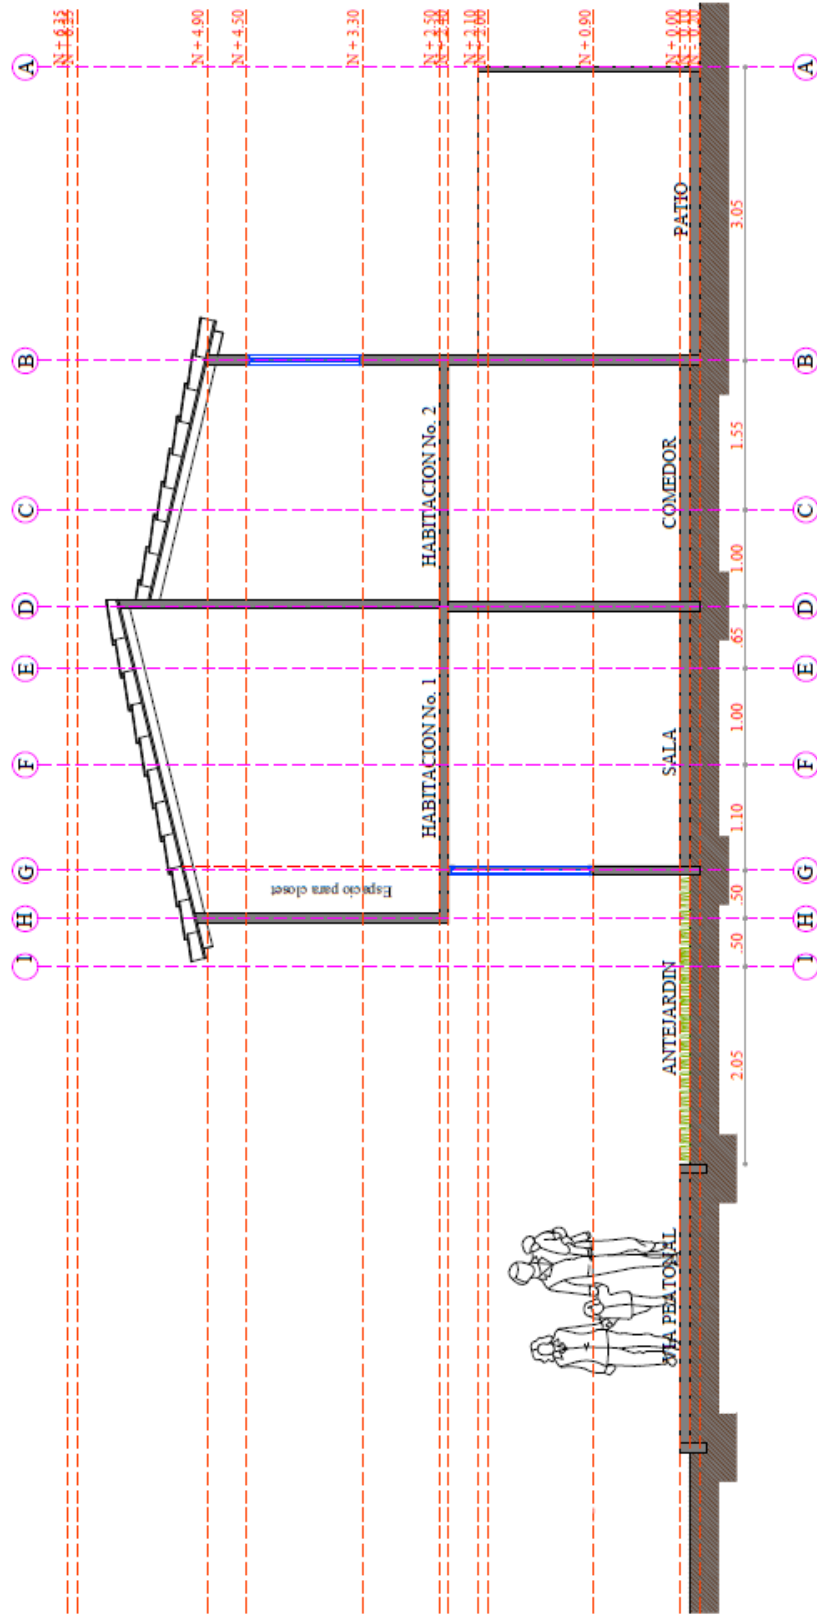 I H G F E D C B A
N + 6.35
N + 4.90
N + 4.50
Espacio para closet
N + 3.30
HABITACION No. 1 HABITACION No. 2
N + 2.50
N + 2.10
N + 0.90
VIA PEATONAL ANTEJARDIN SALA COMEDOR PATIO
N + 0.00
2.05 .50 .50 1.10 1.00 .65 1.00 1.55 3.05
I H G F E D C B A